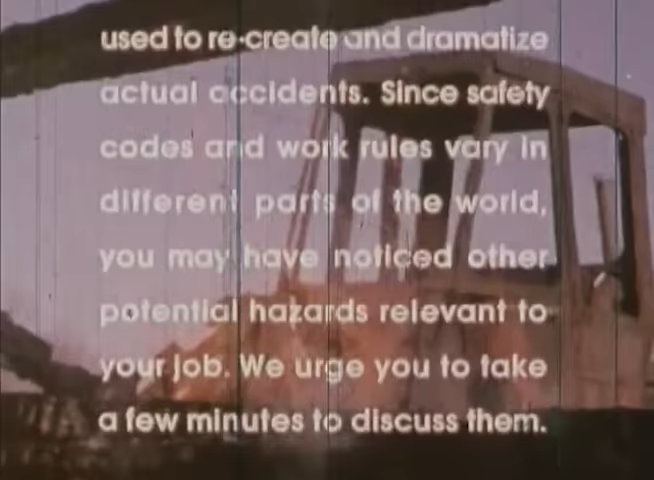 used to re-create and dramatize
actual accidents. Since safety
codes and work rules vary in
different parts of the world,
you may have noticed other
potential hazards relevant to
your job. We urge you to take
a few minutes to discuss them.